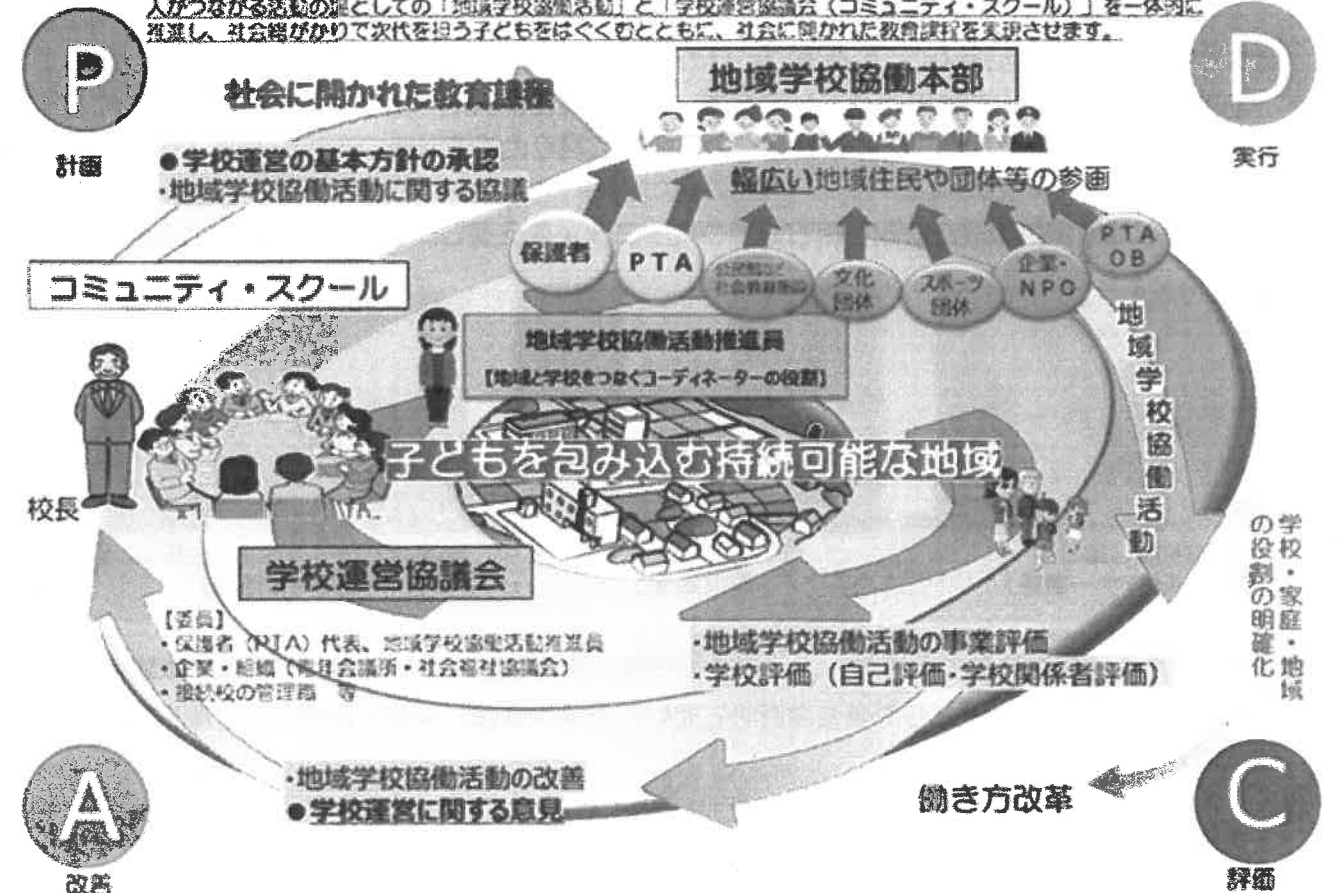 人がつながる活動の としての「地域学校協働活動」と「学校運営協議会（コミュニティ・スクール）」を一体的に
推進し、社会総がかりで次代を担う子どもをはぐくむとともに、社会に開かれた教育課程を実現させます。
P
計画
社会に開かれた教育課程
●学校運営の基本方針の承認
・地域学校協働活動に関する協議
地域学校協働本部
D
実行
幅広い地域住民や団体等の参画
保護者
PTA
公民館など
社会教育施設
文化
団体
スポーツ
団体
企業・
NPO
PTA
OB
コミュニティ・スクール
地域学校協働活動推進員
【地域と学校をつなぐコーディネーターの役割】
地域学校協働活動
子どもを包み込む持続可能な地域
校長
学校運営協議会
【委員】
・保護者（PTA）代表、地域学校協働活動推進員
・企業・組織（ 会議所・社会福祉協議会）
・接続校の管理職 等
・地域学校協働活動の事業評価
・学校評価（自己評価・学校関係者評価）
学校・家庭・地域
の役割の明確化
・地域学校協働活動の改善
●学校運営に関する意見
働き方改革
A
改善
C
評価